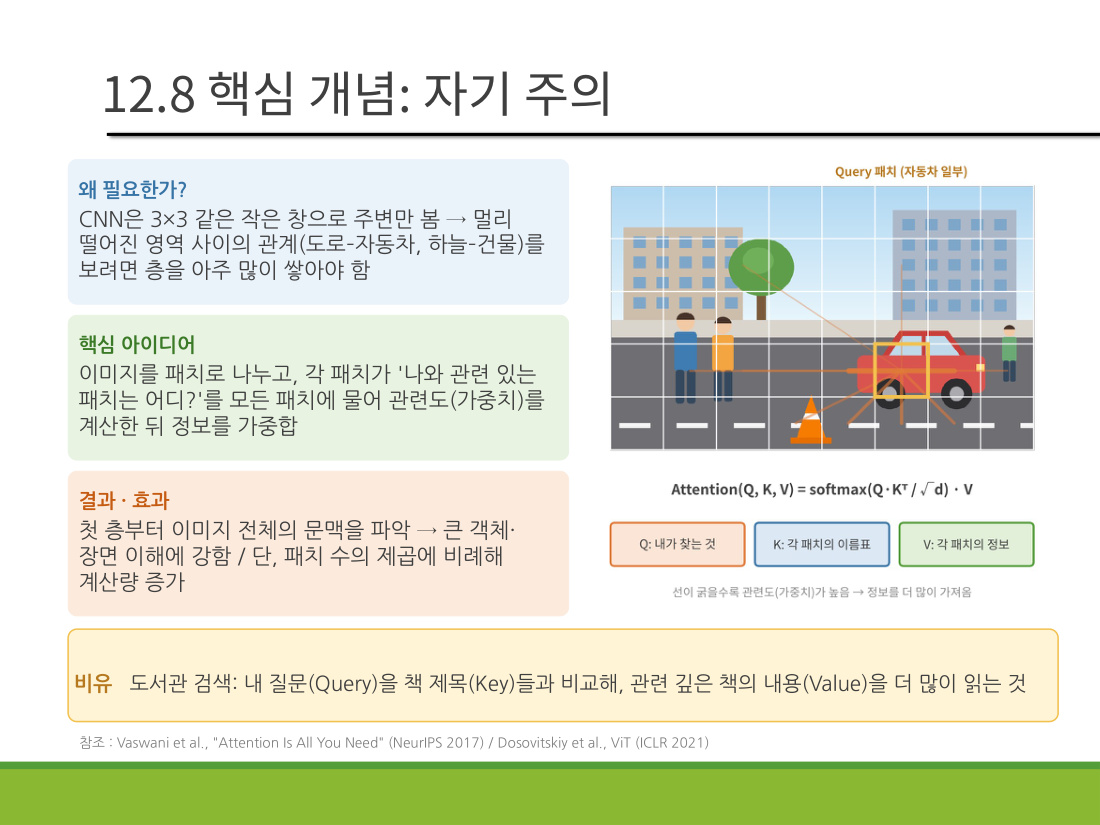 12.8 핵심 개념: 자기 주의
왜 필요한가?
CNN은 3×3 같은 작은 창으로 주변만 봄 → 멀리
떨어진 영역 사이의 관계(도로-자동차, 하늘-건물)를
보려면 층을 아주 많이 쌓아야 함
핵심 아이디어
이미지를 패치로 나누고, 각 패치가 '나와 관련 있는
패치는 어디?'를 모든 패치에 물어 관련도(가중치)를
계산한 뒤 정보를 가중합
결과 · 효과
첫 층부터 이미지 전체의 문맥을 파악 → 큰 객체·
장면 이해에 강함 / 단, 패치 수의 제곱에 비례해
계산량 증가
Query 패치 (자동차 일부)
Attention(Q, K, V) = softmax(Q·Kᵀ / √d) · V
Q: 내가 찾는 것
K: 각 패치의 이름표
V: 각 패치의 정보
선이 굵을수록 관련도(가중치)가 높음 → 정보를 더 많이 가져옴
비유 도서관 검색: 내 질문(Query)을 책 제목(Key)들과 비교해, 관련 깊은 책의 내용(Value)을 더 많이 읽는 것
참조 : Vaswani et al., "Attention Is All You Need" (NeurIPS 2017) / Dosovitskiy et al., ViT (ICLR 2021)